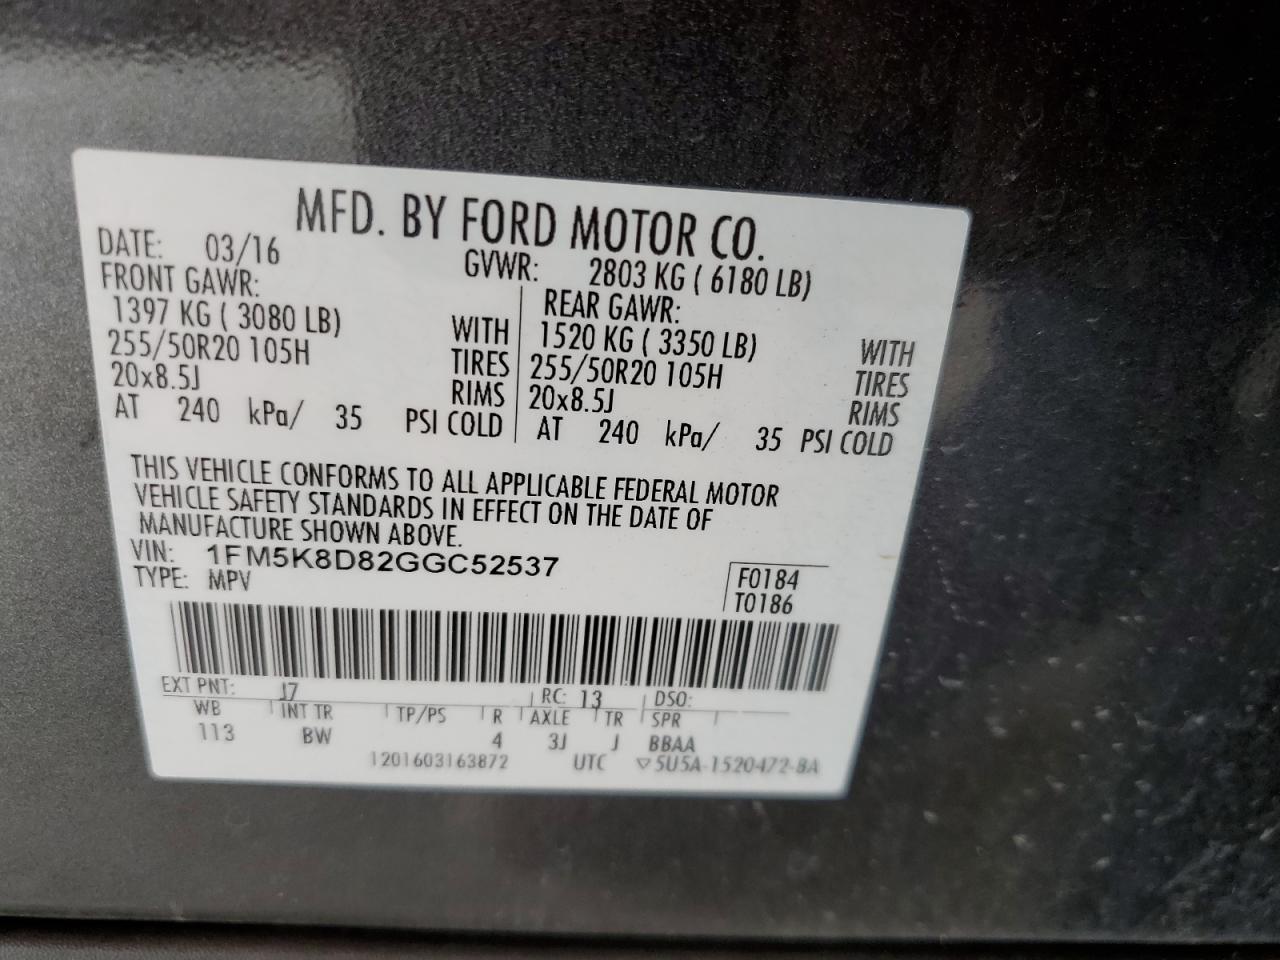 MFD. BY FORD MOTOR CO.
DATE: 03/16 GVWR: 2803 KG ( 6180 LB)
FRONT GAWR: REAR GAWR:
1397 KG ( 3080 LB) WITH 1520 KG ( 3350 LB) WITH
255/50R20 105H TIRES 255/50R20 105H TIRES
20x8.5J RIMS 20x8.5J RIMS
AT 240 kPa/ 35 PSI COLD AT 240 kPa/ 35 PSI COLD
THIS VEHICLE CONFORMS TO ALL APPLICABLE FEDERAL MOTOR
VEHICLE SAFETY STANDARDS IN EFFECT ON THE DATE OF
MANUFACTURE SHOWN ABOVE.
VIN: 1FM5K8D82GGC52537
TYPE: MPV
F0184
T0186
EXT PNT: J7 RC: 13 DSO:
WB INT TR TP/PS R AXLE TR SPR
113 BW 4 3J J BBAA
1201603163872 UTC ▽5U5A-1520472-BA